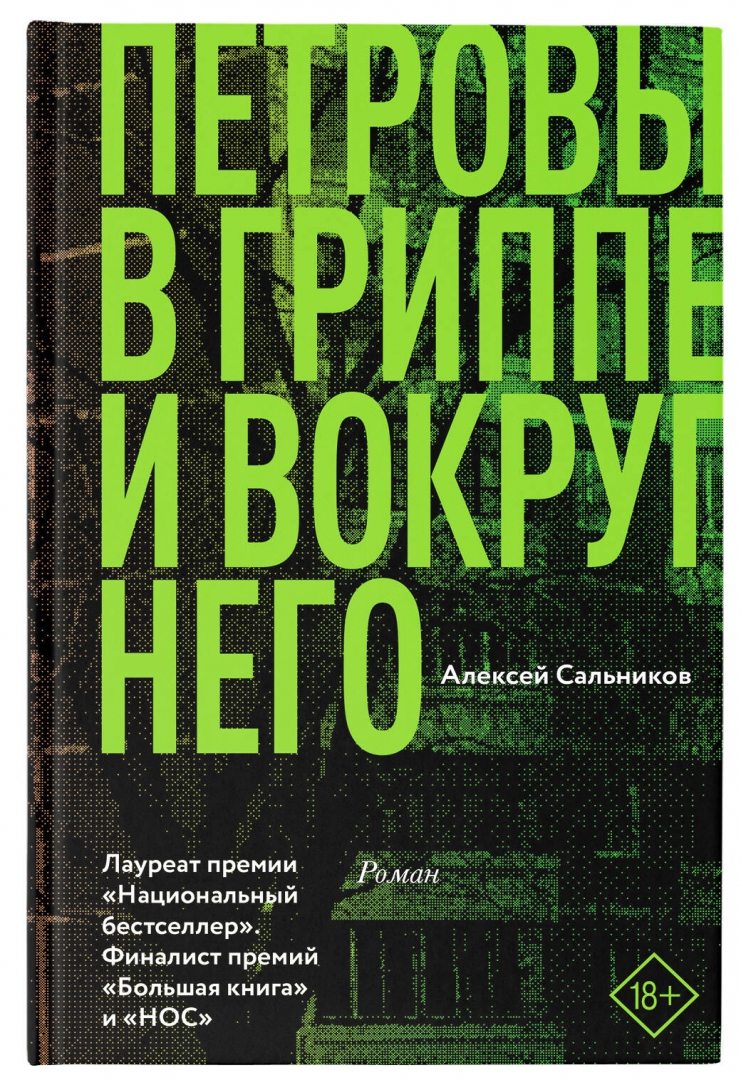 ПЕТРОВЫ
В ГРИППЕ
И ВОКРУГ
НЕГО
Алексей Сальников
Лауреат премии
«Национальный
бестселлер».
Финалист премий
«Большая книга»
и «НОС»
Роман
18+